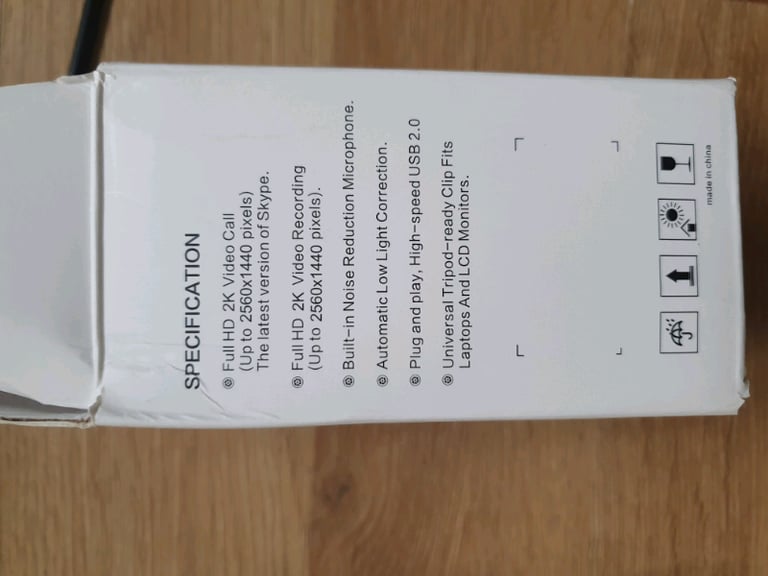 SPECIFICATION
Full HD 2K Video Call
(Up to 2560x1440 pixels)
The latest version of Skype.
Full HD 2K Video Recording
(Up to 2560x1440 pixels).
Built-in Noise Reduction Microphone.
Automatic Low Light Correction.
Plug and play, High-speed USB 2.0
Universal Tripod-ready Clip Fits
Laptops And LCD Monitors.
made in china